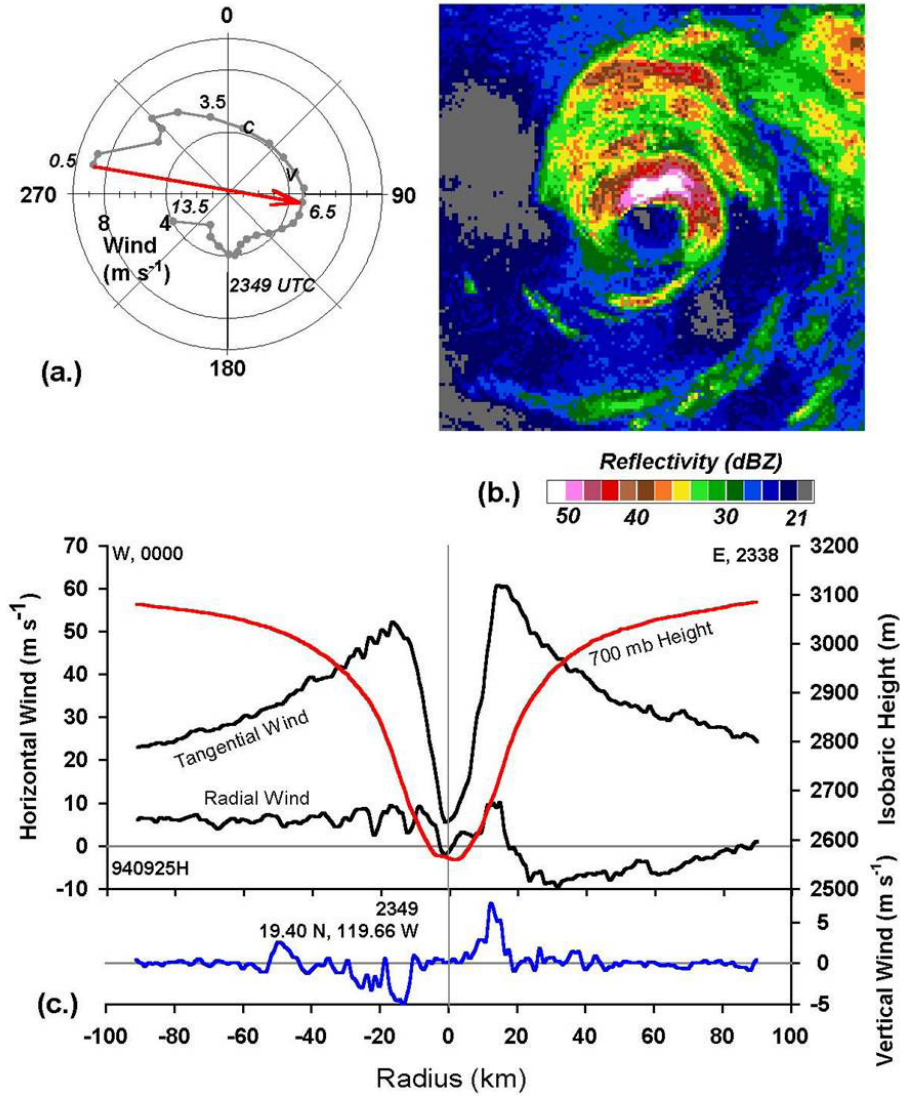 0
3.5
C
0.5
V
270
90
13.5
6.5
8
4
Wind
(m s⁻¹)
2349 UTC
(a.)
180
Reflectivity (dBZ)
(b.)
50 40 30 21
70
W, 0000
E, 2338
3200
60
3100
50
700 mb Height
3000
40
2900
30
Tangential Wind
2800
20
Radial Wind
2700
10
2600
0
940925H
-10
2500
Horizontal Wind (m s⁻¹)
Isobaric Height (m)
2349
19.40 N, 119.66 W
5
0
-5
Vertical Wind (m s⁻¹)
(c.)
-100 -80 -60 -40 -20 0 20 40 60 80 100
Radius (km)